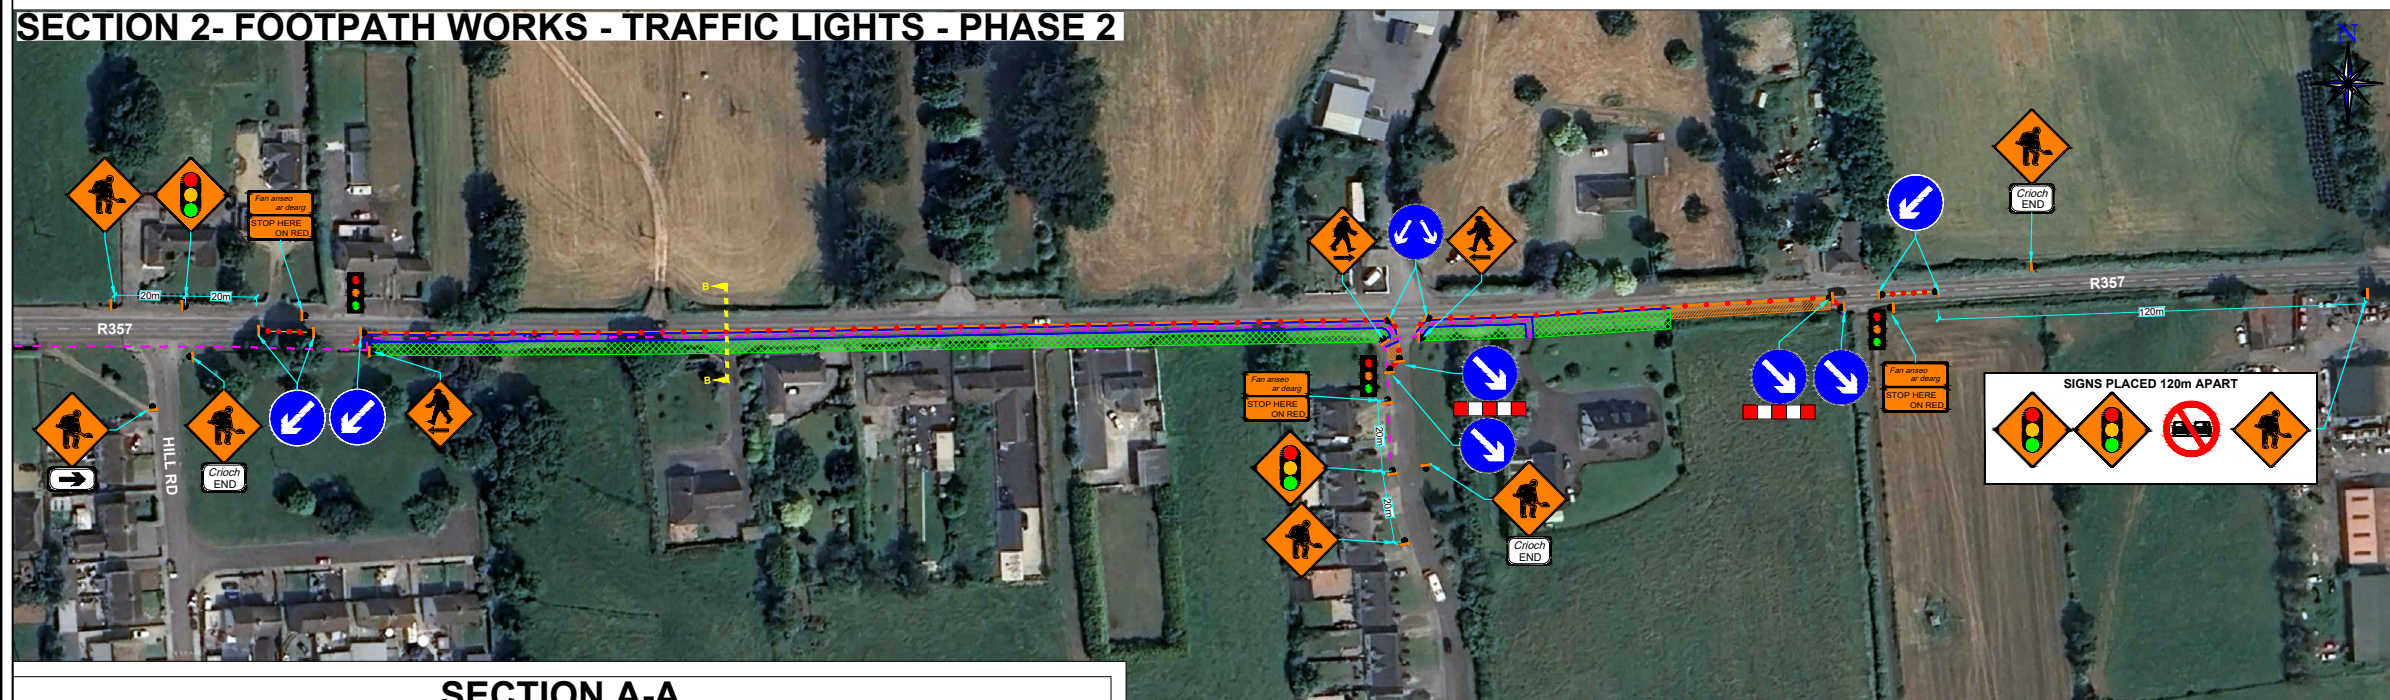 SECTION 2- FOOTPATH WORKS - TRAFFIC LIGHTS - PHASE 2
N
Fan anseo
ar dearg
STOP HERE
ON RED
20m
20m
R357
HILL RD
Crioch
END
B
B
Fan anseo
ar dearg
STOP HERE
ON RED
20m
20m
Crioch
END
Crioch
END
R357
120m
Fan anseo
ar dearg
STOP HERE
ON RED
SIGNS PLACED 120m APART
SECTION A-A